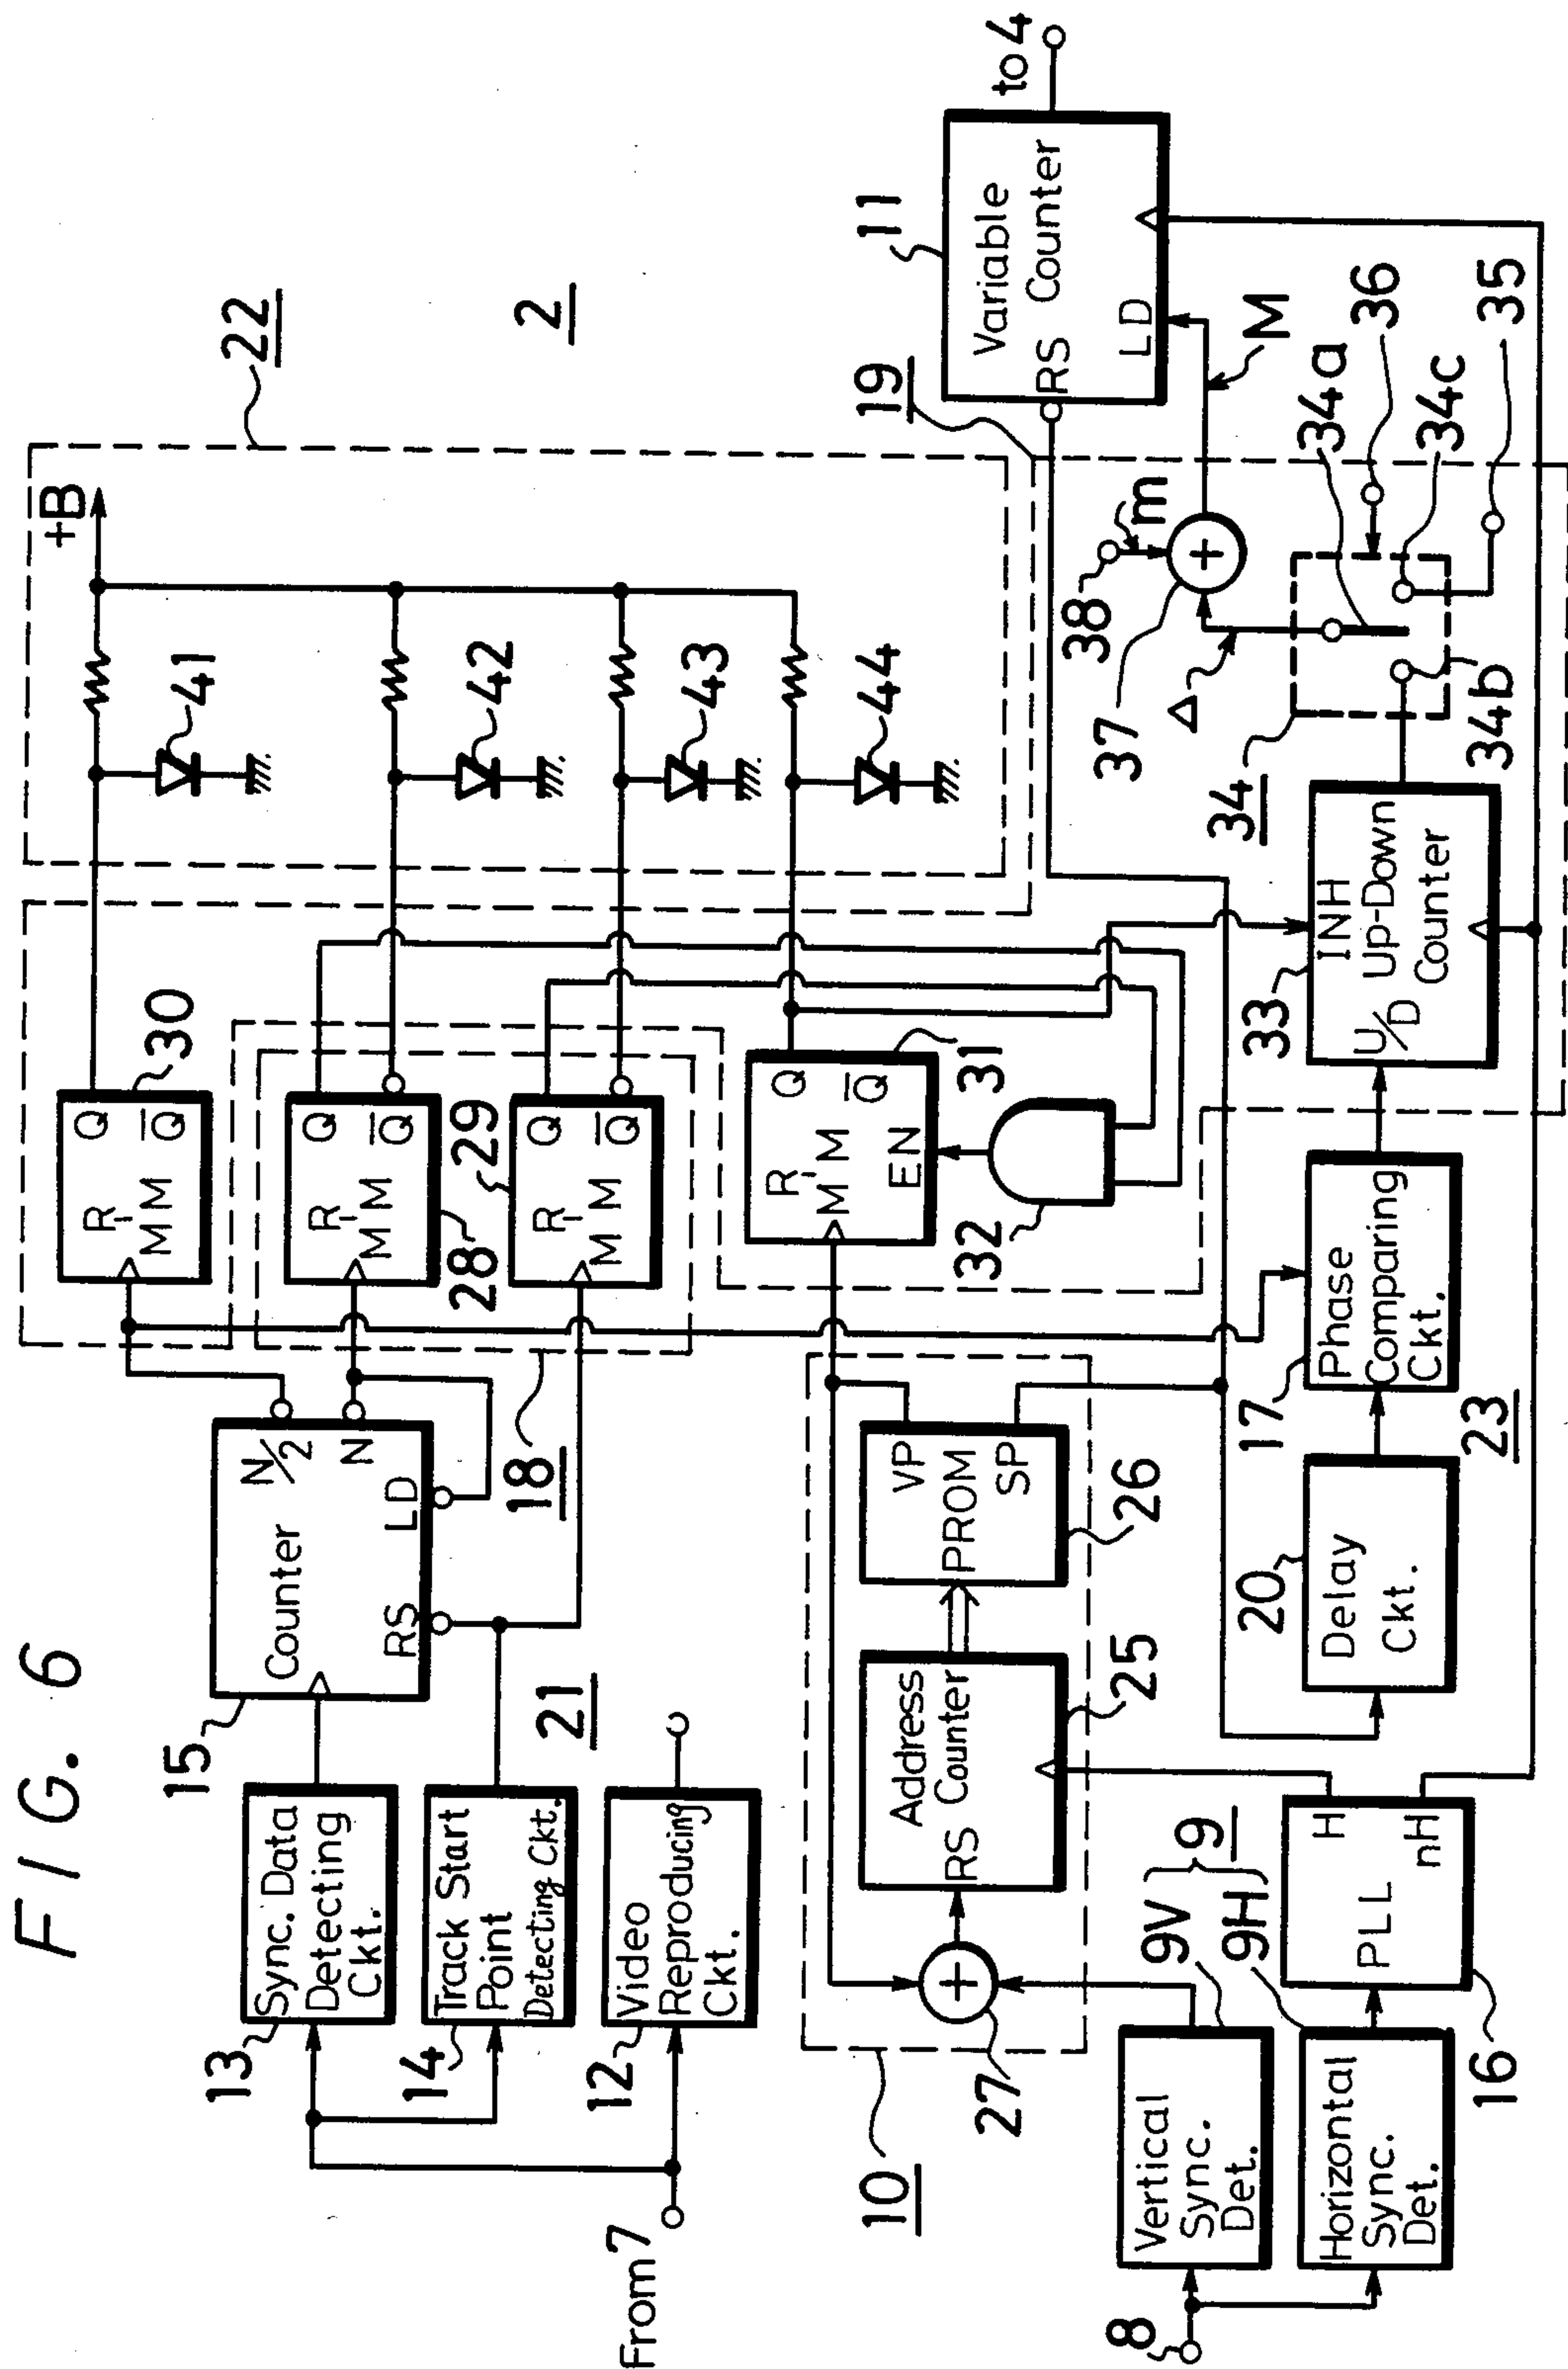 FIG. 6
From 7
13
Sync. Data
Detecting
Ckt.
14
Track Start
Point
Detecting Ckt.
12
Video
Reproducing
Ckt.
21
15
Counter
N/2
N
RS
LD
18
30
R
MM
Q
Q̅
28
R
MM
Q
Q̅
29
R
MM
Q
Q̅
31
R
MM
Q
Q̅
EN
32
22
+B
41
42
43
44
2
10
27
RS
Address
Counter
25
VP
PROM
SP
26
8
Vertical
Sync.
Det.
9V
9
9H
Horizontal
Sync.
Det.
16
PLL
H
nH
20
Delay
Ckt.
23
17
Phase
Comparing
Ckt.
33
INH
U/D
Up-Down
Counter
34
34b
34a
34c
36
35
Δ
37
38
m
M
19
11
RS
Variable
Counter
LD
to 4